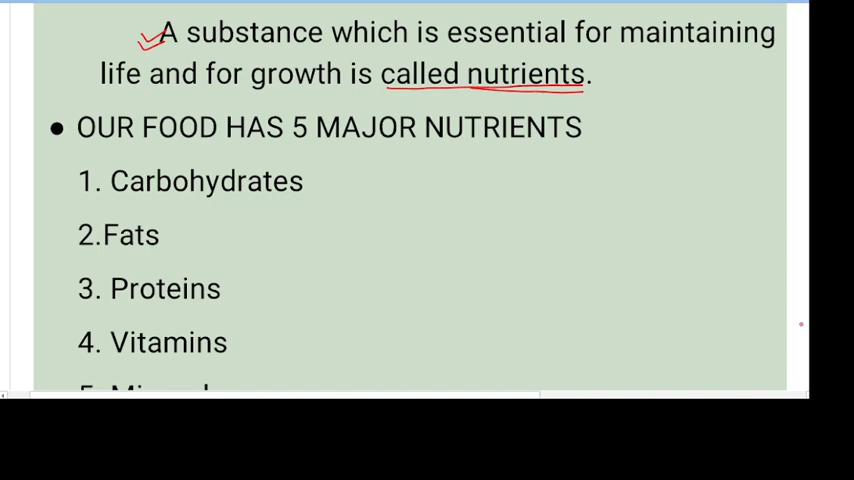 A substance which is essential for maintaining
life and for growth is called nutrients.
● OUR FOOD HAS 5 MAJOR NUTRIENTS
1. Carbohydrates
2.Fats
3. Proteins
4. Vitamins